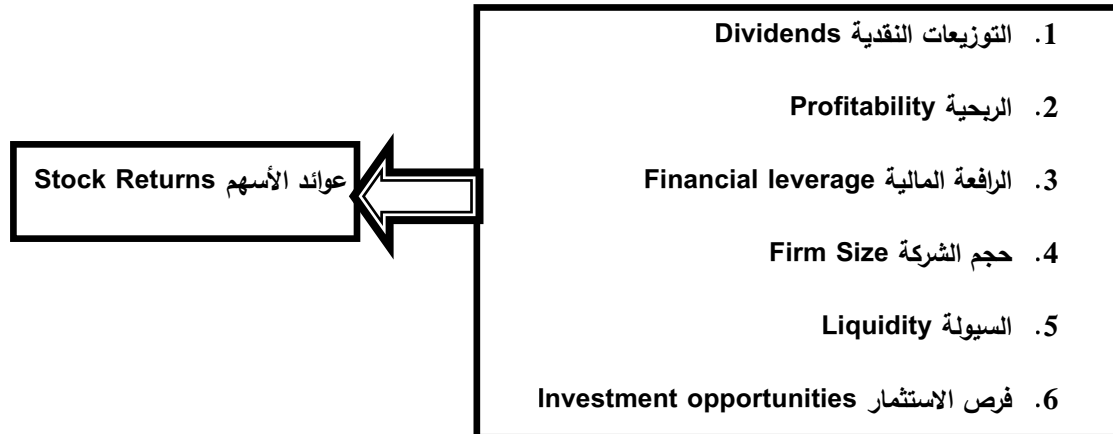 1. التوزيعات النقدية Dividends
2. الربحية Profitability
3. الرافعة المالية Financial leverage
4. حجم الشركة Firm Size
5. السيولة Liquidity
6. فرص الاستثمار Investment opportunities
عوائد الأسهم Stock Returns